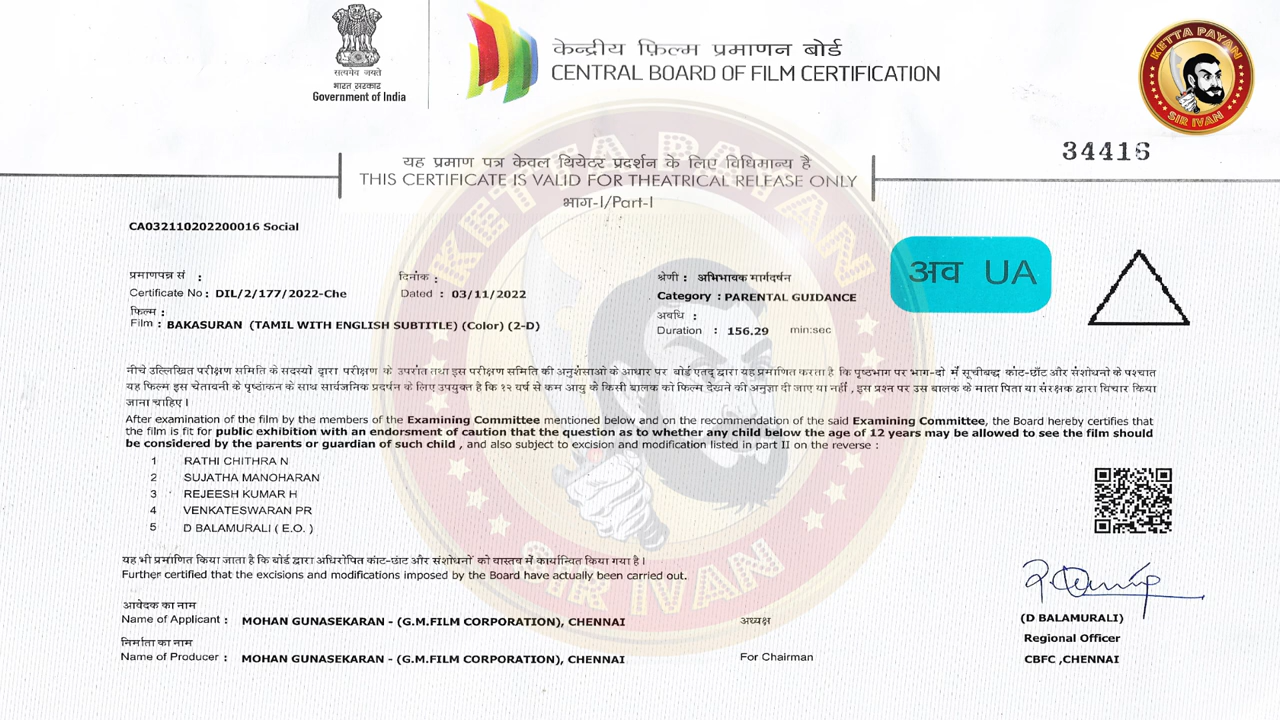 सत्यमेव जयते
भारत सरकार
Government of India
केन्द्रीय फ़िल्म प्रमाणन बोर्ड
CENTRAL BOARD OF FILM CERTIFICATION
KETTA PAYAN
SIR IVAN
34416
यह प्रमाण पत्र केवल थियेटर प्रदर्शन के लिए विधिमान्य है
THIS CERTIFICATE IS VALID FOR THEATRICAL RELEASE ONLY
भाग-I/Part-I
CA032110202200016 Social
प्रमाणपत्र सं :
दिनांक :
श्रेणी : अभिभावक मार्गदर्षन
अव UA
Certificate No : DIL/2/177/2022-Che
Dated : 03/11/2022
Category : PARENTAL GUIDANCE
फिल्म :
अवधि :
Film : BAKASURAN (TAMIL WITH ENGLISH SUBTITLE) (Color) (2-D)
Duration : 156.29 min:sec
नीचे उल्लिखित परीक्षण समिति के सदस्यों द्वारा परीक्षण के उपरांत तथा इस परीक्षण समिति की अनुशंसाओं के आधार पर बोर्ड एतद् द्वारा यह प्रमाणित करता है कि पृष्ठभाग पर भाग-दो में सूचीबद्ध कांट-छाँट और संशोधनों के पश्चात
यह फिल्म इस चेतावनी के पृष्ठांकन के साथ सार्वजनिक प्रदर्षन के लिए उपयुक्त है कि १२ वर्ष से कम आयु के किसी बालक को फिल्म देखने की अनुज्ञा दी जाए या नहीं , इस प्रश्न पर उस बालक के माता पिता या संरक्षक द्वारा विचार किया
जाना चाहिए ।
After examination of the film by the members of the Examining Committee mentioned below and on the recommendation of the said Examining Committee, the Board hereby certifies that
the film is fit for public exhibition with an endorsment of caution that the question as to whether any child below the age of 12 years may be allowed to see the film should
be considered by the parents or guardian of such child , and also subject to excision and modification listed in part II on the reverse :
1 RATHI CHITHRA N
2 SUJATHA MANOHARAN
3 REJEESH KUMAR H
4 VENKATESWARAN PR
5 D BALAMURALI ( E.O. )
यह भी प्रमाणित किया जाता है कि बोर्ड द्वारा अधिरोपित कांट-छांट और संशोधनों को वास्तव में कार्यान्वित किया गया है ।
Further certified that the excisions and modifications imposed by the Board have actually been carried out.
आवेदक का नाम
Name of Applicant : MOHAN GUNASEKARAN - (G.M.FILM CORPORATION), CHENNAI
अध्यक्ष
(D BALAMURALI)
Regional Officer
निर्माता का नाम
Name of Producer : MOHAN GUNASEKARAN - (G.M.FILM CORPORATION), CHENNAI
For Chairman
CBFC ,CHENNAI
KETTA PAYAN
SIR IVAN